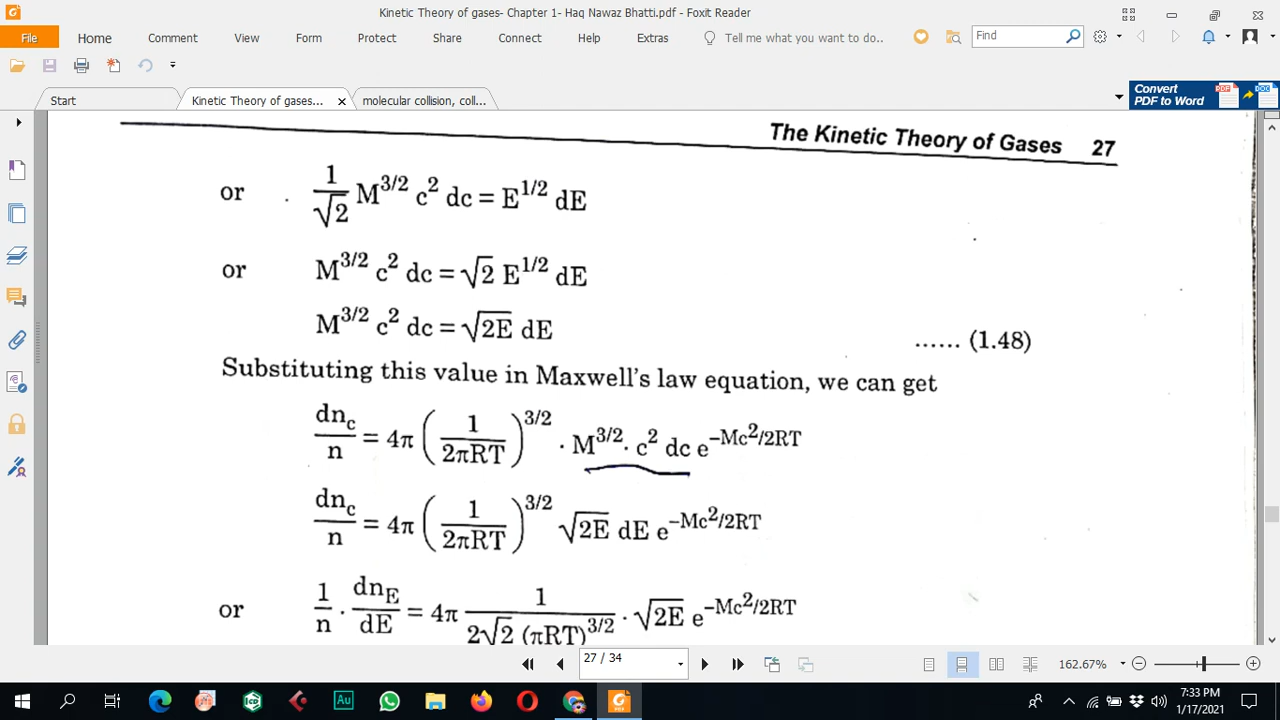 Kinetic Theory of gases- Chapter 1- Haq Nawaz Bhatti.pdf - Foxit Reader
File Home Comment View Form Protect Share Connect Help Extras Tell me what you want to do.. Find
Start Kinetic Theory of gases... × molecular collision, coll... Convert PDF to Word
The Kinetic Theory of Gases 27
or 1/√2 M^3/2 c^2 dc = E^1/2 dE
or M^3/2 c^2 dc = √2 E^1/2 dE
M^3/2 c^2 dc = √2E dE
...... (1.48)
Substituting this value in Maxwell's law equation, we can get
dn_c/n = 4π (1/2πRT)^3/2 · M^3/2 · c^2 dc e^-Mc^2/2RT
dn_c/n = 4π (1/2πRT)^3/2 √2E dE e^-Mc^2/2RT
or 1/n · dn_E/dE = 4π 1/2√2 (πRT)^3/2 · √2E e^-Mc^2/2RT
27 / 34 162.67%
7:33 PM
1/17/2021